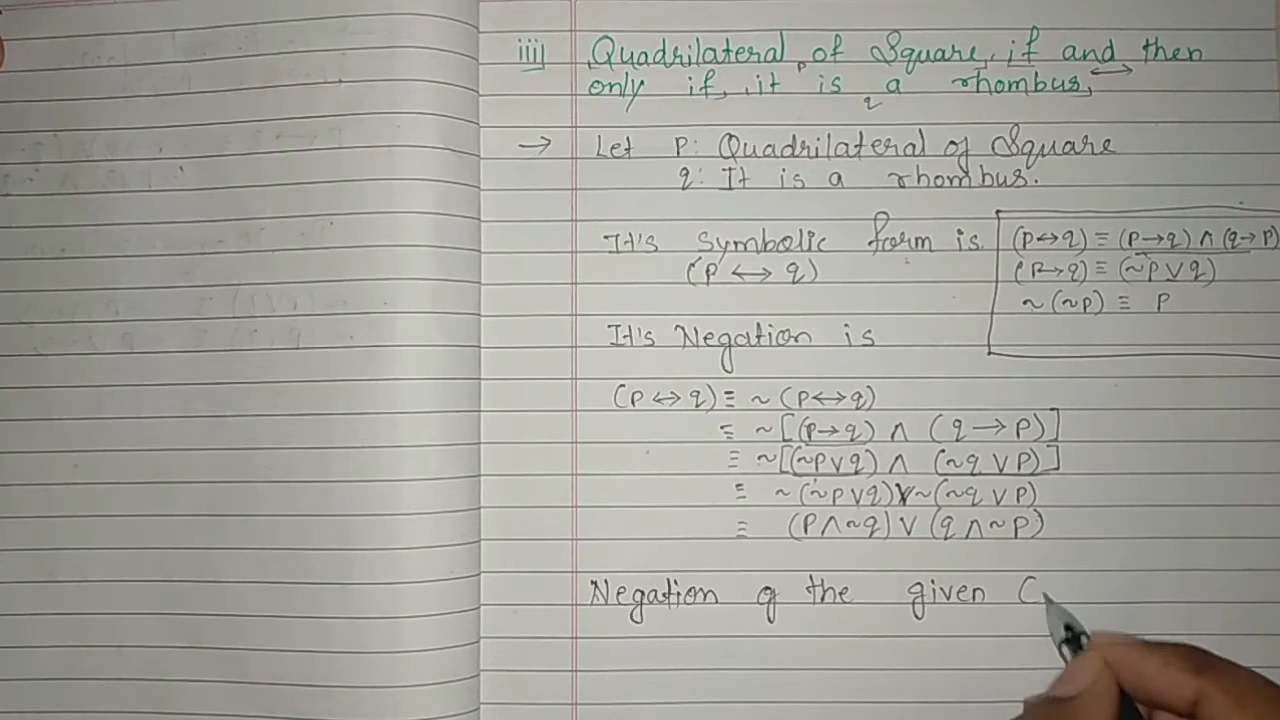 iii) Quadrilateral of Square, if and then
p
only if, it is a rhombus, ↔
q
→ Let P: Quadrilateral of Square
q: It is a rhombus.
It's symbolic form is
(P ↔ q)
(P↔q) ≡ (P→q) ∧ (q→P)
(P→q) ≡ (~P∨q)
~(~P) ≡ P
It's Negation is
(P↔q) ≡ ~(P↔q)
≡ ~[(P→q) ∧ (q→P)]
≡ ~[(~P∨q) ∧ (~q∨P)]
≡ ~(~P∨q)∨~(~q∨P)
≡ (P∧~q)∨(q∧~P)
Negation of the given C